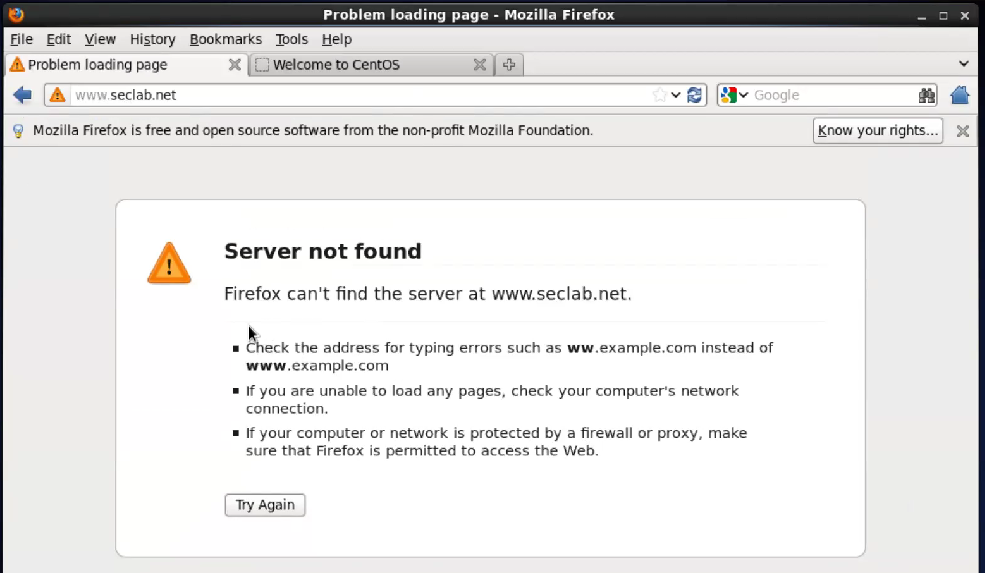 Problem loading page - Mozilla Firefox
File Edit View History Bookmarks Tools Help
Problem loading page Welcome to CentOS
www.seclab.net Google
Mozilla Firefox is free and open source software from the non-profit Mozilla Foundation. Know your rights...
Server not found
Firefox can't find the server at www.seclab.net.
Check the address for typing errors such as ww.example.com instead of
www.example.com
If you are unable to load any pages, check your computer's network
connection.
If your computer or network is protected by a firewall or proxy, make
sure that Firefox is permitted to access the Web.
Try Again